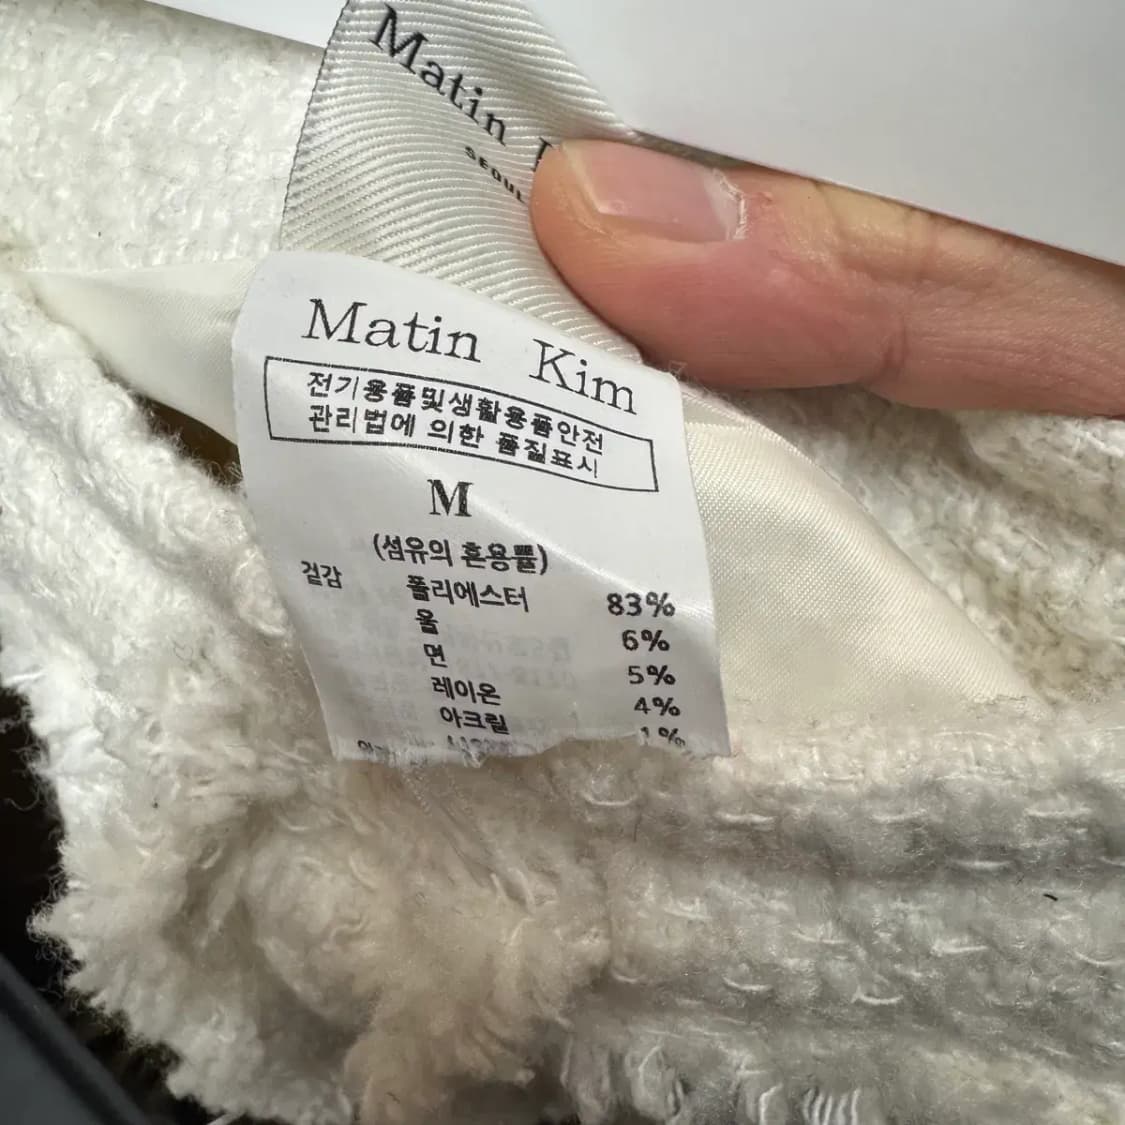 Matin
SEOUL
Matin Kim
전기용품및생활용품안전
관리법에 의한 품질표시
M
(섬유의 혼용률)
겉감 폴리에스터 83%
울 6%
면 5%
레이온 4%
아크릴 1%